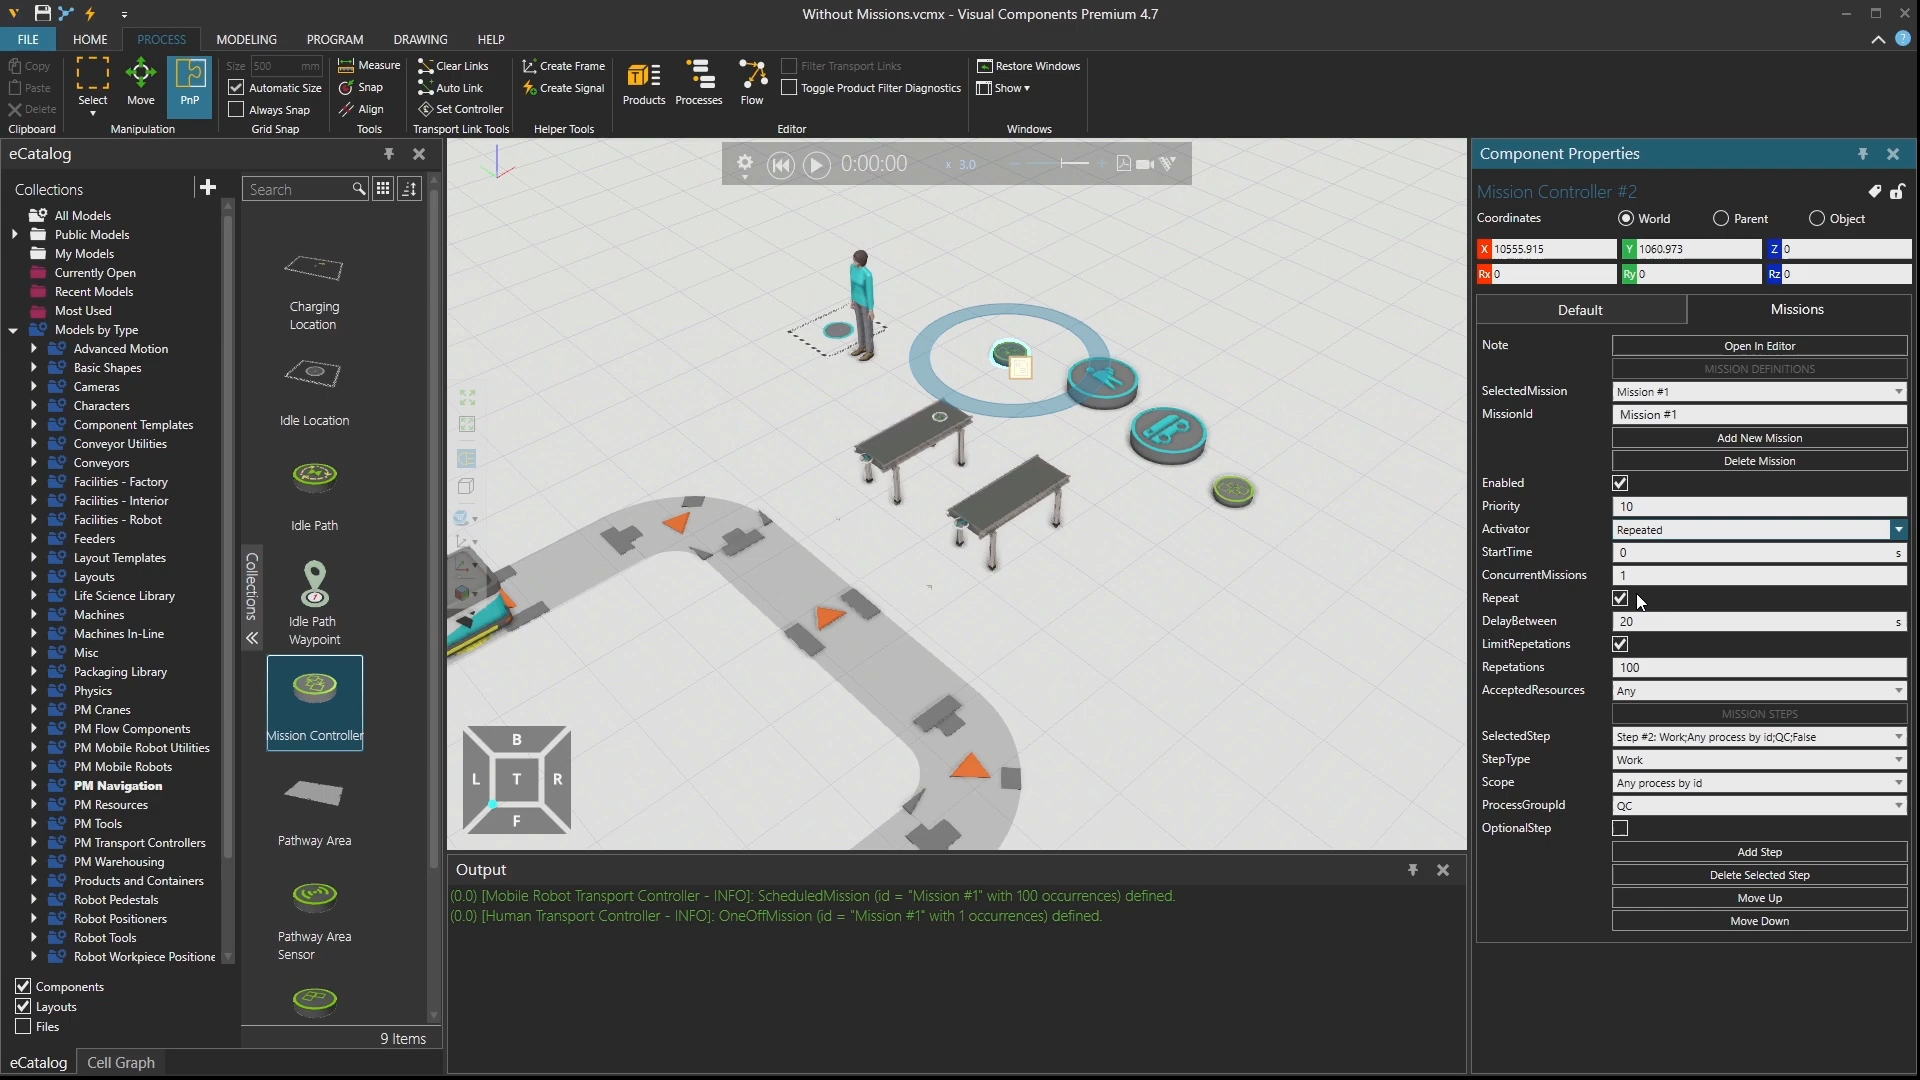 Without Missions.vcmx - Visual Components Premium 4.7
FILE HOME PROCESS MODELING PROGRAM DRAWING HELP
Copy
Paste
Delete
Clipboard
Select
Move
PnP
Manipulation
Size 500 mm
Automatic Size
Always Snap
Grid Snap
Measure
Snap
Align
Tools
Clear Links
Auto Link
Set Controller
Transport Link Tools
Create Frame
Create Signal
Helper Tools
Products
Processes
Flow
Filter Transport Links
Toggle Product Filter Diagnostics
Editor
Restore Windows
Show
Windows
eCatalog
Collections
All Models
Public Models
My Models
Currently Open
Recent Models
Most Used
Models by Type
Advanced Motion
Basic Shapes
Cameras
Characters
Component Templates
Conveyor Utilities
Conveyors
Facilities - Factory
Facilities - Interior
Facilities - Robot
Feeders
Layout Templates
Layouts
Life Science Library
Machines
Machines In-Line
Misc
Packaging Library
Physics
PM Cranes
PM Flow Components
PM Mobile Robot Utilities
PM Mobile Robots
PM Navigation
PM Resources
PM Tools
PM Transport Controllers
PM Warehousing
Products and Containers
Robot Pedestals
Robot Positioners
Robot Tools
Robot Workpiece Positione
Components
Layouts
Files
eCatalog Cell Graph
Collections
Search
Charging
Location
Idle Location
Idle Path
Idle Path
Waypoint
Mission Controller
Pathway Area
Pathway Area
Sensor
9 Items
0:00:00 x 3.0
B
L T R
F
Output
(0.0) [Mobile Robot Transport Controller - INFO]: ScheduledMission (id = "Mission #1" with 100 occurrences) defined.
(0.0) [Human Transport Controller - INFO]: OneOffMission (id = "Mission #1" with 1 occurrences) defined.
Component Properties
Mission Controller #2
Coordinates World Parent Object
X 10555.915 Y 1060.973 Z 0
Rx 0 Ry 0 Rz 0
Default Missions
Note Open In Editor
MISSION DEFINITIONS
SelectedMission Mission #1
MissionId Mission #1
Add New Mission
Delete Mission
Enabled
Priority 10
Activator Repeated
StartTime 0 s
ConcurrentMissions 1
Repeat
DelayBetween 20 s
LimitRepetations
Repetations 100
AcceptedResources Any
MISSION STEPS
SelectedStep Step #2: Work;Any process by id;QC;False
StepType Work
Scope Any process by id
ProcessGroupId QC
OptionalStep
Add Step
Delete Selected Step
Move Up
Move Down